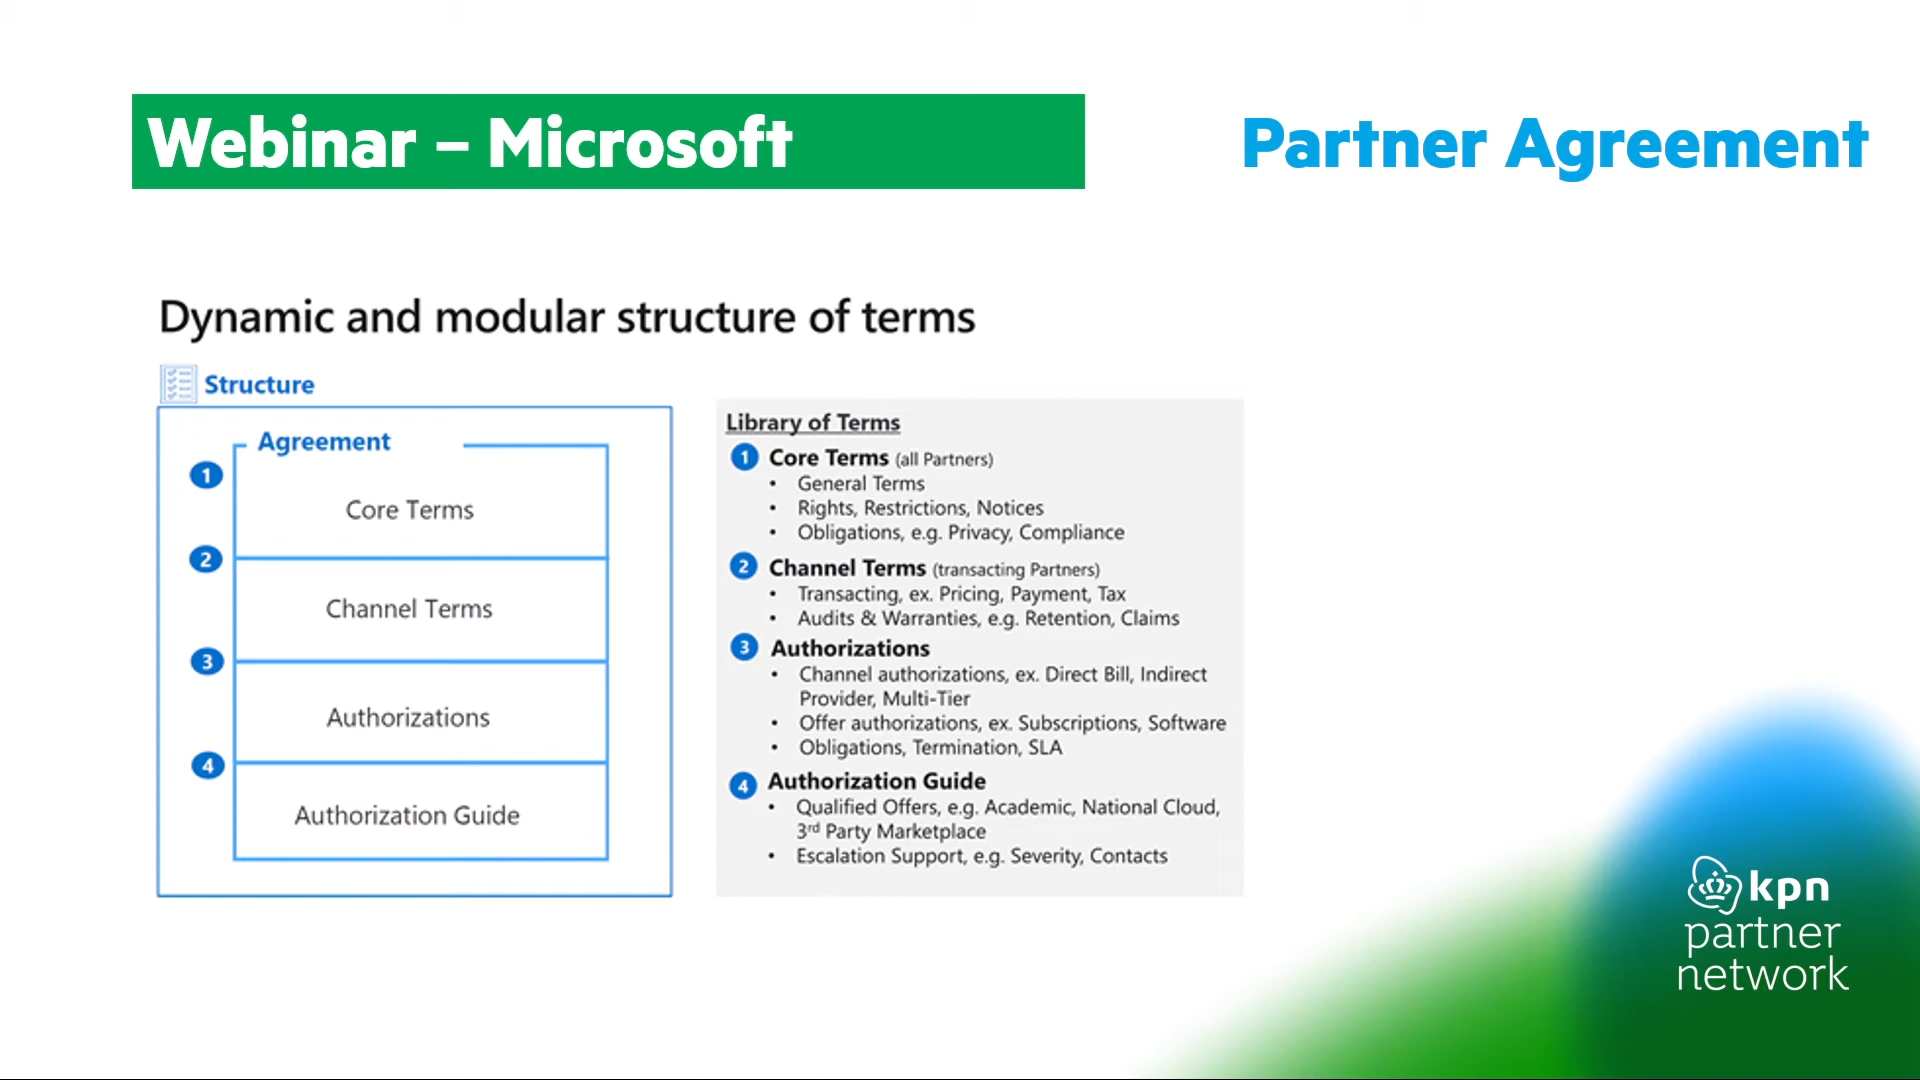 Webinar – Microsoft
Partner Agreement
Dynamic and modular structure of terms
Structure
Agreement
1
Core Terms
2
Channel Terms
3
Authorizations
4
Authorization Guide
Library of Terms
1 Core Terms (all Partners)
• General Terms
• Rights, Restrictions, Notices
• Obligations, e.g. Privacy, Compliance
2 Channel Terms (transacting Partners)
• Transacting, ex. Pricing, Payment, Tax
• Audits & Warranties, e.g. Retention, Claims
3 Authorizations
• Channel authorizations, ex. Direct Bill, Indirect
Provider, Multi-Tier
• Offer authorizations, ex. Subscriptions, Software
• Obligations, Termination, SLA
4 Authorization Guide
• Qualified Offers, e.g. Academic, National Cloud,
3rd Party Marketplace
• Escalation Support, e.g. Severity, Contacts
kpn
partner
network